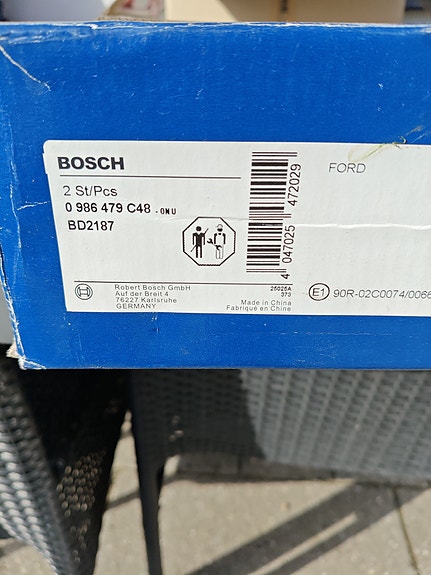 BOSCH
FORD
2 St/Pcs
0 986 479 C48 - 0NU
BD2187
4 047025 472029
Robert Bosch GmbH
Auf der Breit 4
76227 Karlsruhe
GERMANY
25025A
373
Made in China
Fabriqué en Chine
E1 90R-02C0074/0066